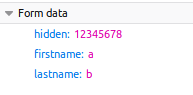 Form data
hidden: 12345678
firstname: a
lastname: b